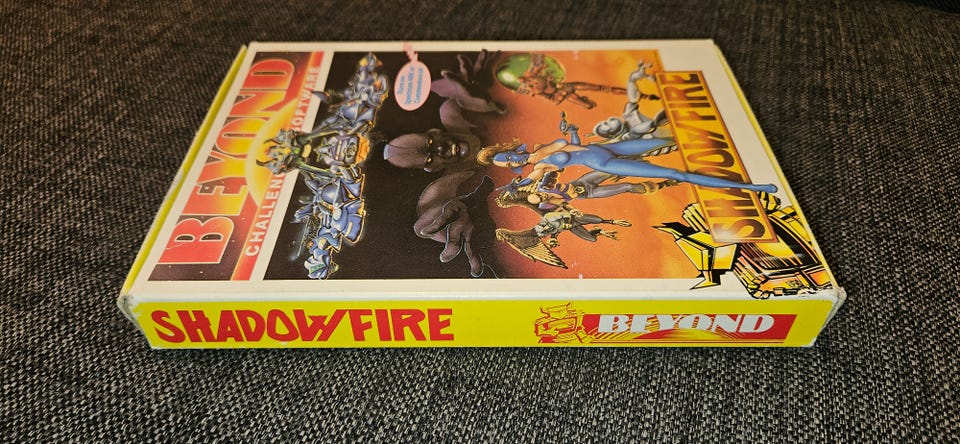 BEYOND
CHALLENGING SOFTWARE
SHADOWFIRE
SHADOWFIRE
BEYOND